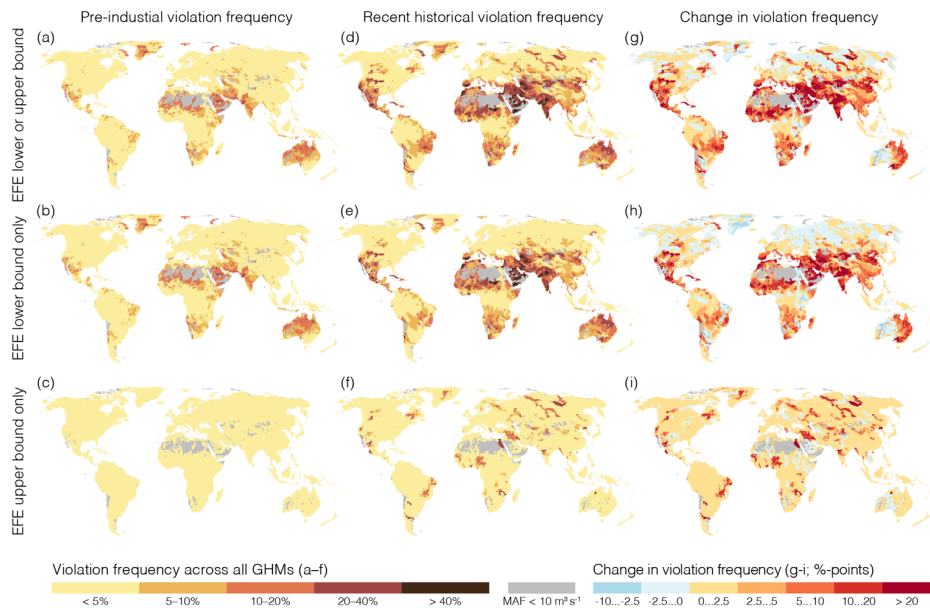 Pre-industial violation frequency
Recent historical violation frequency
Change in violation frequency
EFE lower or upper bound
(a)
(d)
(g)
EFE lower bound only
(b)
(e)
(h)
EFE upper bound only
(c)
(f)
(i)
Violation frequency across all GHMs (a–f)
Change in violation frequency (g-i; %-points)
< 5%
5–10%
10–20%
20–40%
> 40%
MAF < 10 m³ s⁻¹
-10...-2.5
-2.5...0
0...2.5
2.5...5
5...10
10...20
> 20